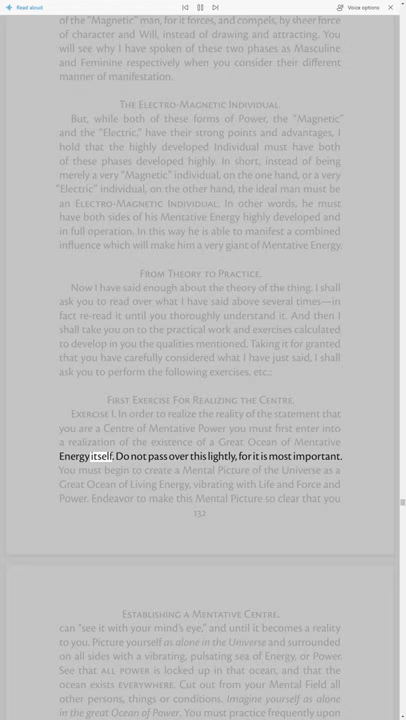 Read aloud
Voice options
of the "Magnetic" man, for it forces, and compels, by sheer force
of character and Will, instead of drawing and attracting. You
will see why I have spoken of these two phases as Masculine
and Feminine respectively when you consider their different
manner of manifestation.
The Electro-Magnetic Individual.
But, while both of these forms of Power, the "Magnetic"
and the "Electric," have their strong points and advantages, I
hold that the highly developed Individual must have both
of these phases developed highly. In short, instead of being
merely a very "Magnetic" individual, on the one hand, or a very
"Electric" individual, on the other hand, the ideal man must be
an Electro-Magnetic Individual. In other words, he must
have both sides of his Mentative Energy highly developed and
in full operation. In this way he is able to manifest a combined
influence which will make him a very giant of Mentative Energy.
From Theory to Practice.
Now I have said enough about the theory of the thing. I shall
ask you to read over what I have said above several times—in
fact re-read it until you thoroughly understand it. And then I
shall take you on to the practical work and exercises calculated
to develop in you the qualities mentioned. Taking it for granted
that you have carefully considered what I have just said, I shall
ask you to perform the following exercises, etc.:
First Exercise For Realizing the Centre.
Exercise I. In order to realize the reality of the statement that
you are a Centre of Mentative Power you must first enter into
a realization of the existence of a Great Ocean of Mentative
Energy itself. Do not pass over this lightly, for it is most important.
You must begin to create a Mental Picture of the Universe as a
Great Ocean of Living Energy, vibrating with Life and Force and
Power. Endeavor to make this Mental Picture so clear that you
132
Establishing a Mentative Centre.
can "see it with your mind's eye," and until it becomes a reality
to you. Picture yourself as alone in the Universe and surrounded
on all sides with a vibrating, pulsating sea of Energy, or Power.
See that all power is locked up in that ocean, and that the
ocean exists everywhere. Cut out from your Mental Field all
other persons, things or conditions. Imagine yourself as alone
in the great Ocean of Power. You must practice frequently upon